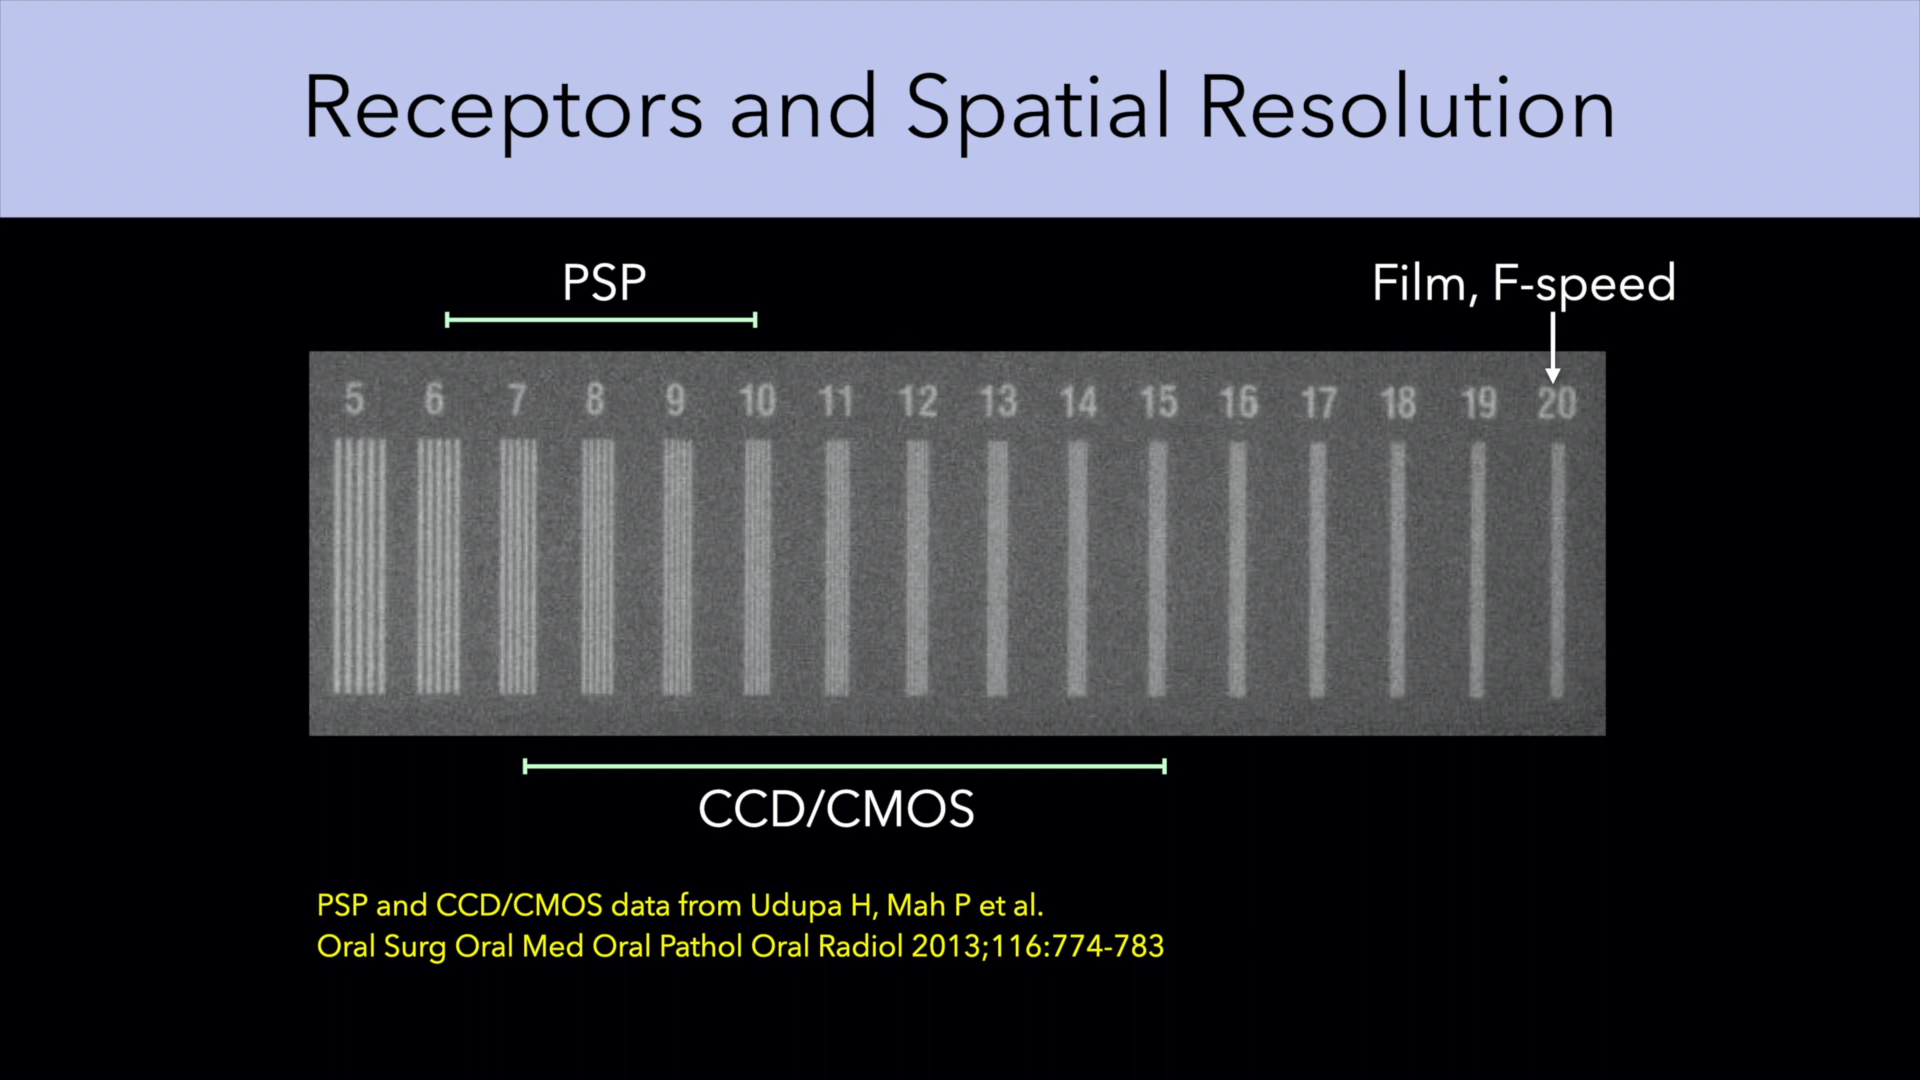 Receptors and Spatial Resolution
PSP
Film, F-speed
5 6 7 8 9 10 11 12 13 14 15 16 17 18 19 20
CCD/CMOS
PSP and CCD/CMOS data from Udupa H, Mah P et al.
Oral Surg Oral Med Oral Pathol Oral Radiol 2013;116:774-783